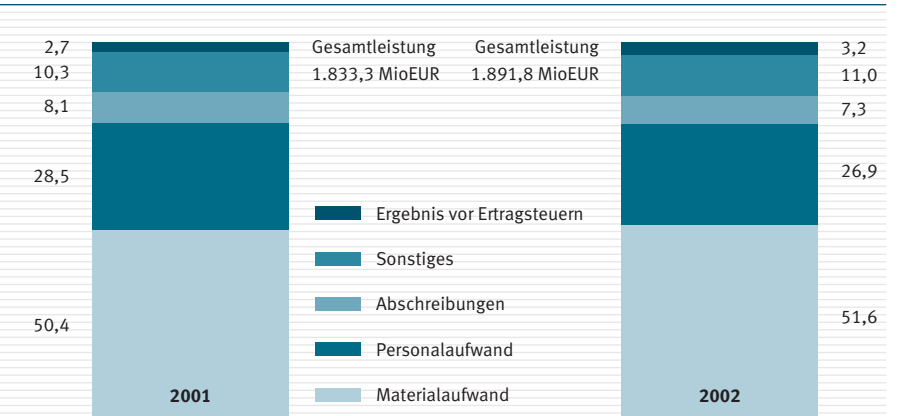 2,7
10,3
8,1
28,5
50,4
2001
Gesamtleistung
1.833,3 MioEUR
Gesamtleistung
1.891,8 MioEUR
Ergebnis vor Ertragsteuern
Sonstiges
Abschreibungen
Personalaufwand
Materialaufwand
2002
3,2
11,0
7,3
26,9
51,6